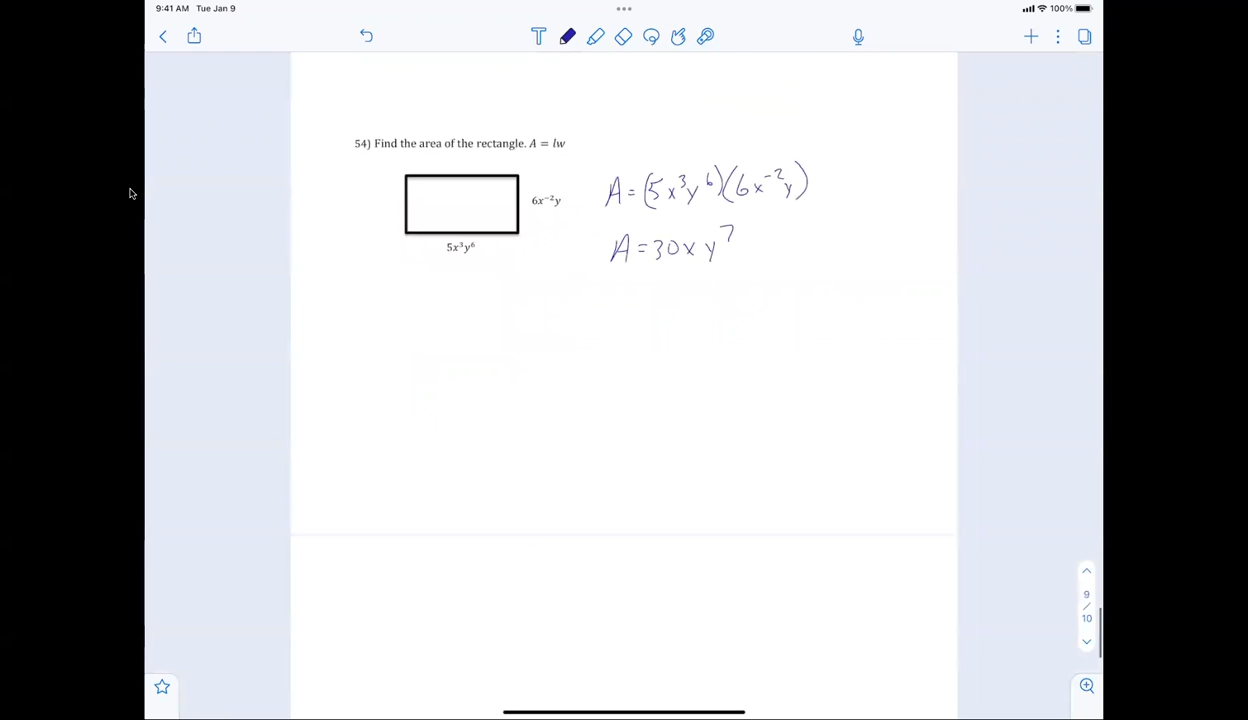 9:41 AM Tue Jan 9
100%
54) Find the area of the rectangle. A = lw
6x⁻²y
5x³y⁶
A = (5x³y⁶)(6x⁻²y)
A = 30xy⁷
9
/
10